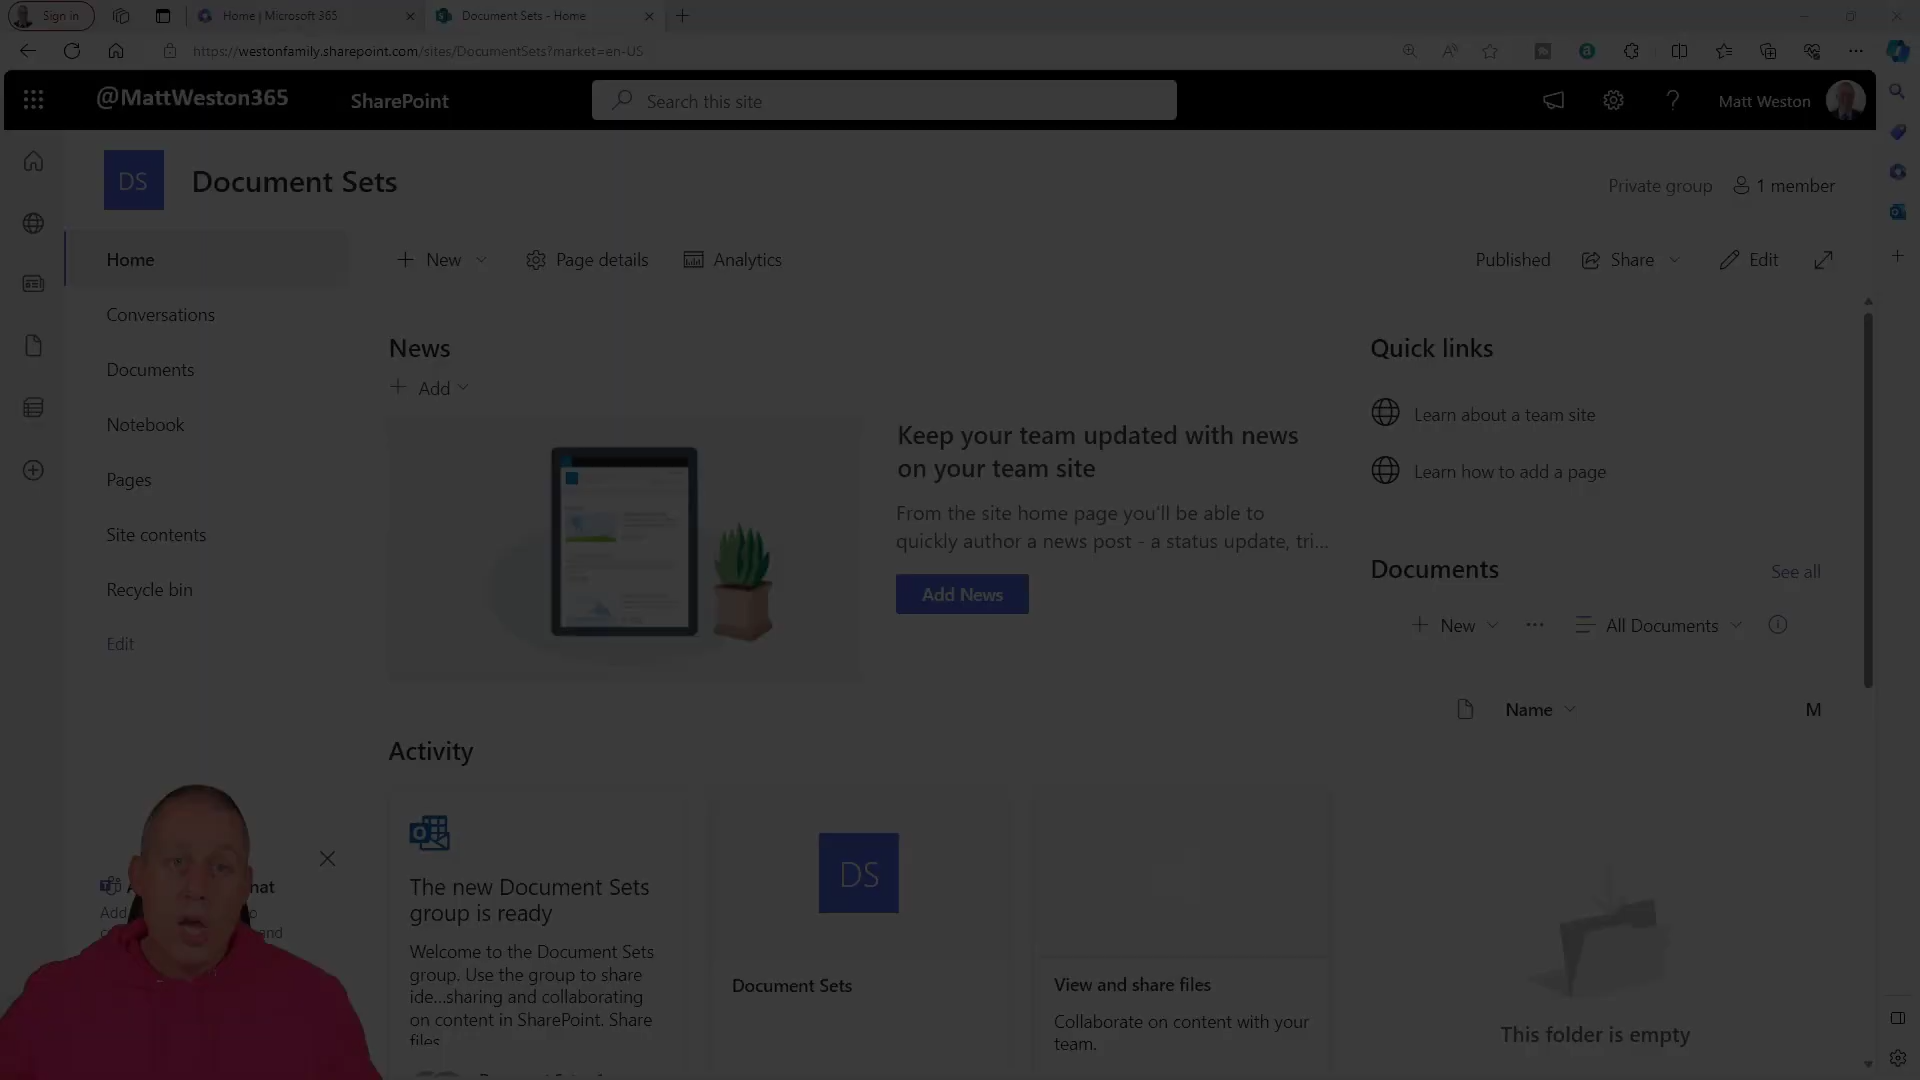 Sign in
Home | Microsoft 365
Document Sets - Home
https://westonfamily.sharepoint.com/sites/DocumentSets?market=en-US
@MattWeston365
SharePoint
Search this site
Matt Weston
DS
Document Sets
Private group
1 member
Home
New
Page details
Analytics
Published
Share
Edit
Conversations
Documents
Notebook
Pages
Site contents
Recycle bin
Edit
News
Add
Keep your team updated with news
on your team site
From the site home page you'll be able to
quickly author a news post - a status update, tri...
Add News
Quick links
Learn about a team site
Learn how to add a page
Documents
See all
New
All Documents
Name
M
Activity
The new Document Sets
group is ready
Welcome to the Document Sets
group. Use the group to share
ide...sharing and collaborating
on content in SharePoint. Share
files
DS
Document Sets
View and share files
Collaborate on content with your
team.
This folder is empty
Add